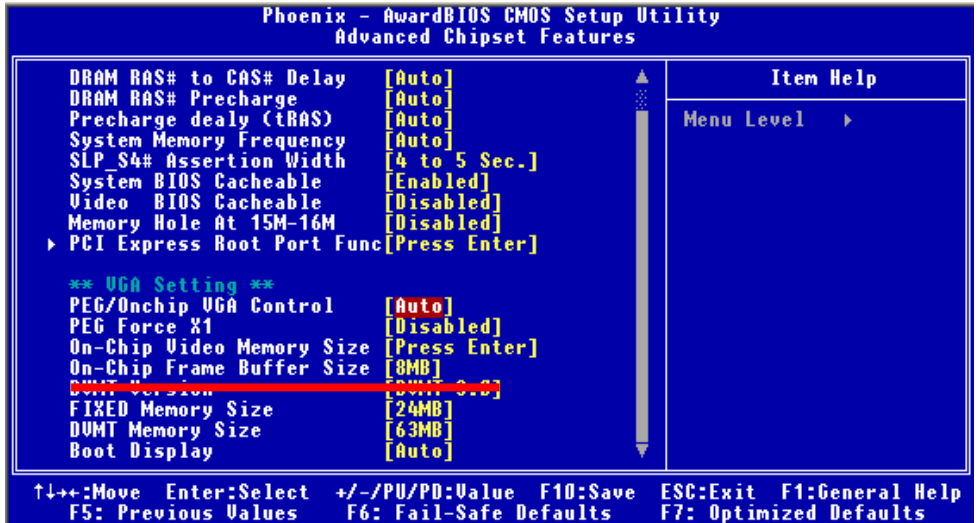 Phoenix - AwardBIOS CMOS Setup Utility
Advanced Chipset Features
DRAM RAS# to CAS# Delay [Auto]
DRAM RAS# Precharge [Auto]
Precharge dealy (tRAS) [Auto]
System Memory Frequency [Auto]
SLP_S4# Assertion Width [4 to 5 Sec.]
System BIOS Cacheable [Enabled]
Video BIOS Cacheable [Disabled]
Memory Hole At 15M-16M [Disabled]
PCI Express Root Port Func[Press Enter]
** VGA Setting **
PEG/Onchip VGA Control [Auto]
PEG Force X1 [Disabled]
On-Chip Video Memory Size [Press Enter]
On-Chip Frame Buffer Size [8MB]
DVMT Version [DVMT 3.0]
FIXED Memory Size [24MB]
DVMT Memory Size [63MB]
Boot Display [Auto]
Item Help
Menu Level
↑↓→←:Move Enter:Select +/-/PU/PD:Value F10:Save ESC:Exit F1:General Help
F5: Previous Values F6: Fail-Safe Defaults F7: Optimized Defaults